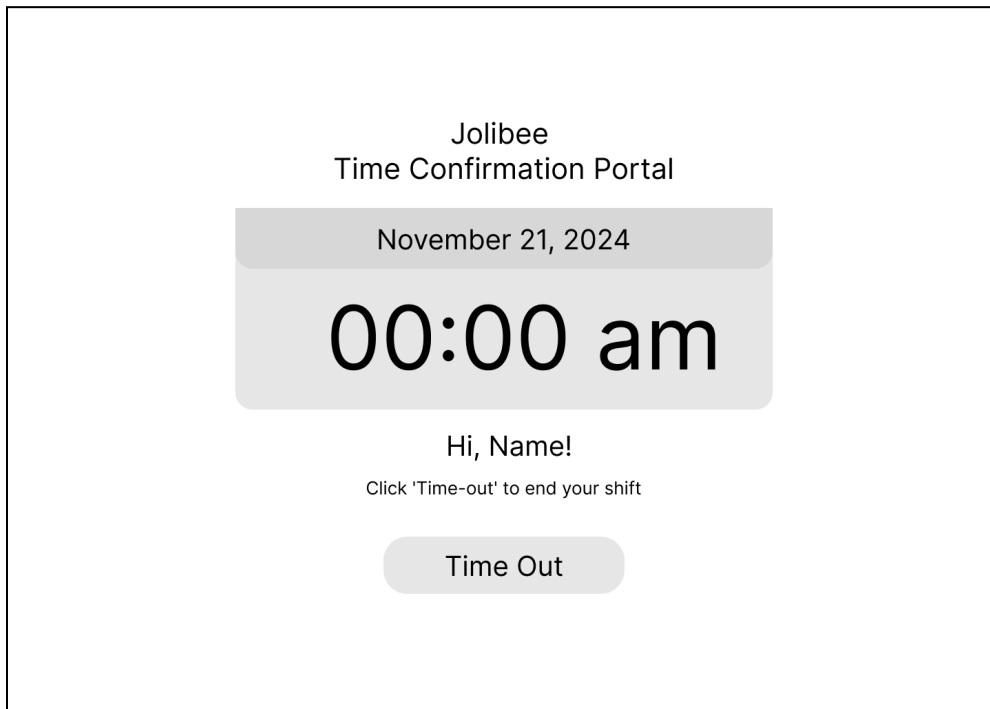 Jolibee
Time Confirmation Portal
November 21, 2024
00:00 am
Hi, Name!
Click 'Time-out' to end your shift
Time Out